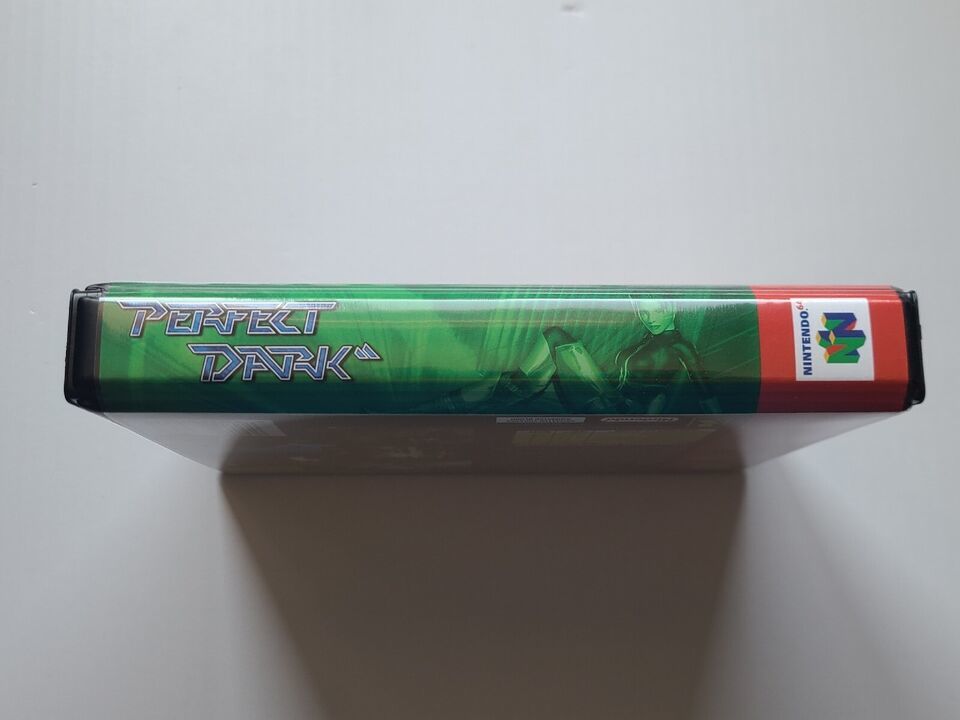 PERFECT
DARK
NINTENDO 64